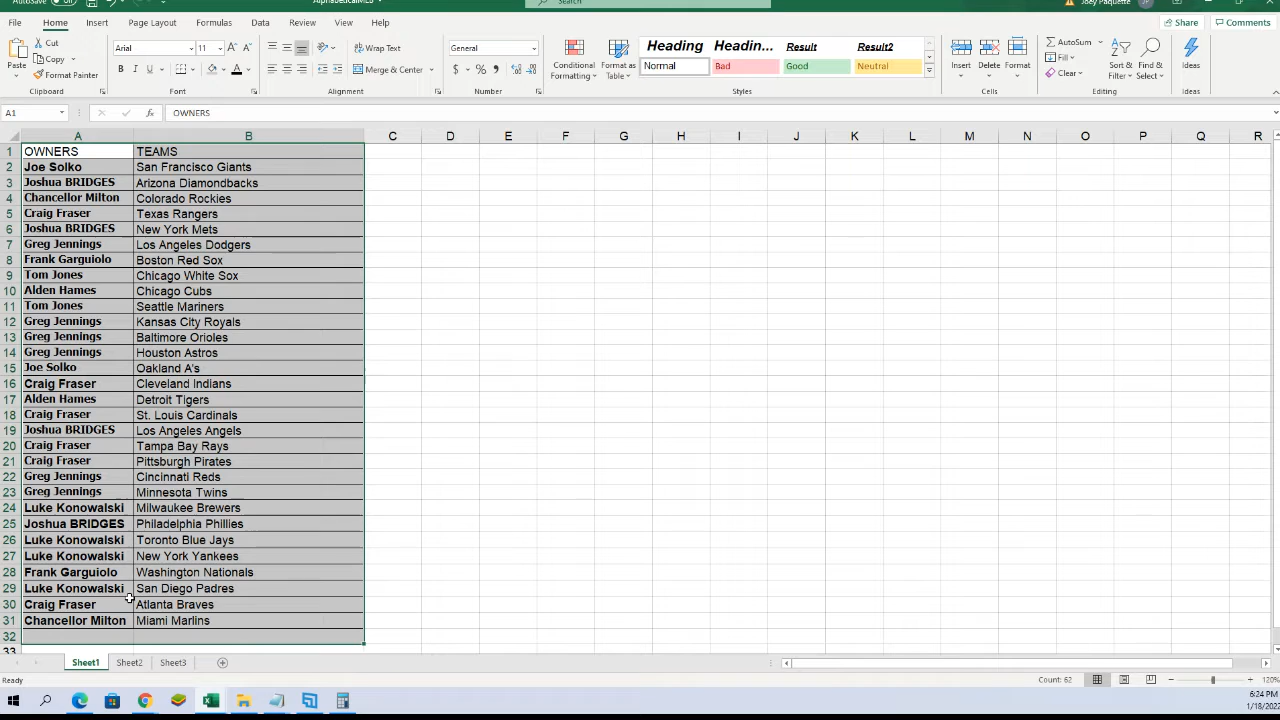 AutoSave Off AlphabeticalMLB Search Joey Paquette JP
File Home Insert Page Layout Formulas Data Review View Help Share Comments
Paste Cut Copy Format Painter Clipboard
Arial 11 A A B I U A Font
Wrap Text Merge & Center Alignment
General $ % Number
Conditional Formatting Format as Table
Heading Headin... Result Result2
Normal Bad Good Neutral
Styles
Insert Delete Format Cells
AutoSum Fill Clear Sort & Filter Find & Select Editing
Ideas Ideas
A1 fx OWNERS
A B C D E F G H I J K L M N O P Q R
1 OWNERS TEAMS
2 Joe Solko San Francisco Giants
3 Joshua BRIDGES Arizona Diamondbacks
4 Chancellor Milton Colorado Rockies
5 Craig Fraser Texas Rangers
6 Joshua BRIDGES New York Mets
7 Greg Jennings Los Angeles Dodgers
8 Frank Garguiolo Boston Red Sox
9 Tom Jones Chicago White Sox
10 Alden Hames Chicago Cubs
11 Tom Jones Seattle Mariners
12 Greg Jennings Kansas City Royals
13 Greg Jennings Baltimore Orioles
14 Greg Jennings Houston Astros
15 Joe Solko Oakland A's
16 Craig Fraser Cleveland Indians
17 Alden Hames Detroit Tigers
18 Craig Fraser St. Louis Cardinals
19 Joshua BRIDGES Los Angeles Angels
20 Craig Fraser Tampa Bay Rays
21 Craig Fraser Pittsburgh Pirates
22 Greg Jennings Cincinnati Reds
23 Greg Jennings Minnesota Twins
24 Luke Konowalski Milwaukee Brewers
25 Joshua BRIDGES Philadelphia Phillies
26 Luke Konowalski Toronto Blue Jays
27 Luke Konowalski New York Yankees
28 Frank Garguiolo Washington Nationals
29 Luke Konowalski San Diego Padres
30 Craig Fraser Atlanta Braves
31 Chancellor Milton Miami Marlins
32
33
Sheet1 Sheet2 Sheet3
Ready Count: 62 120%
6:24 PM
1/18/2022